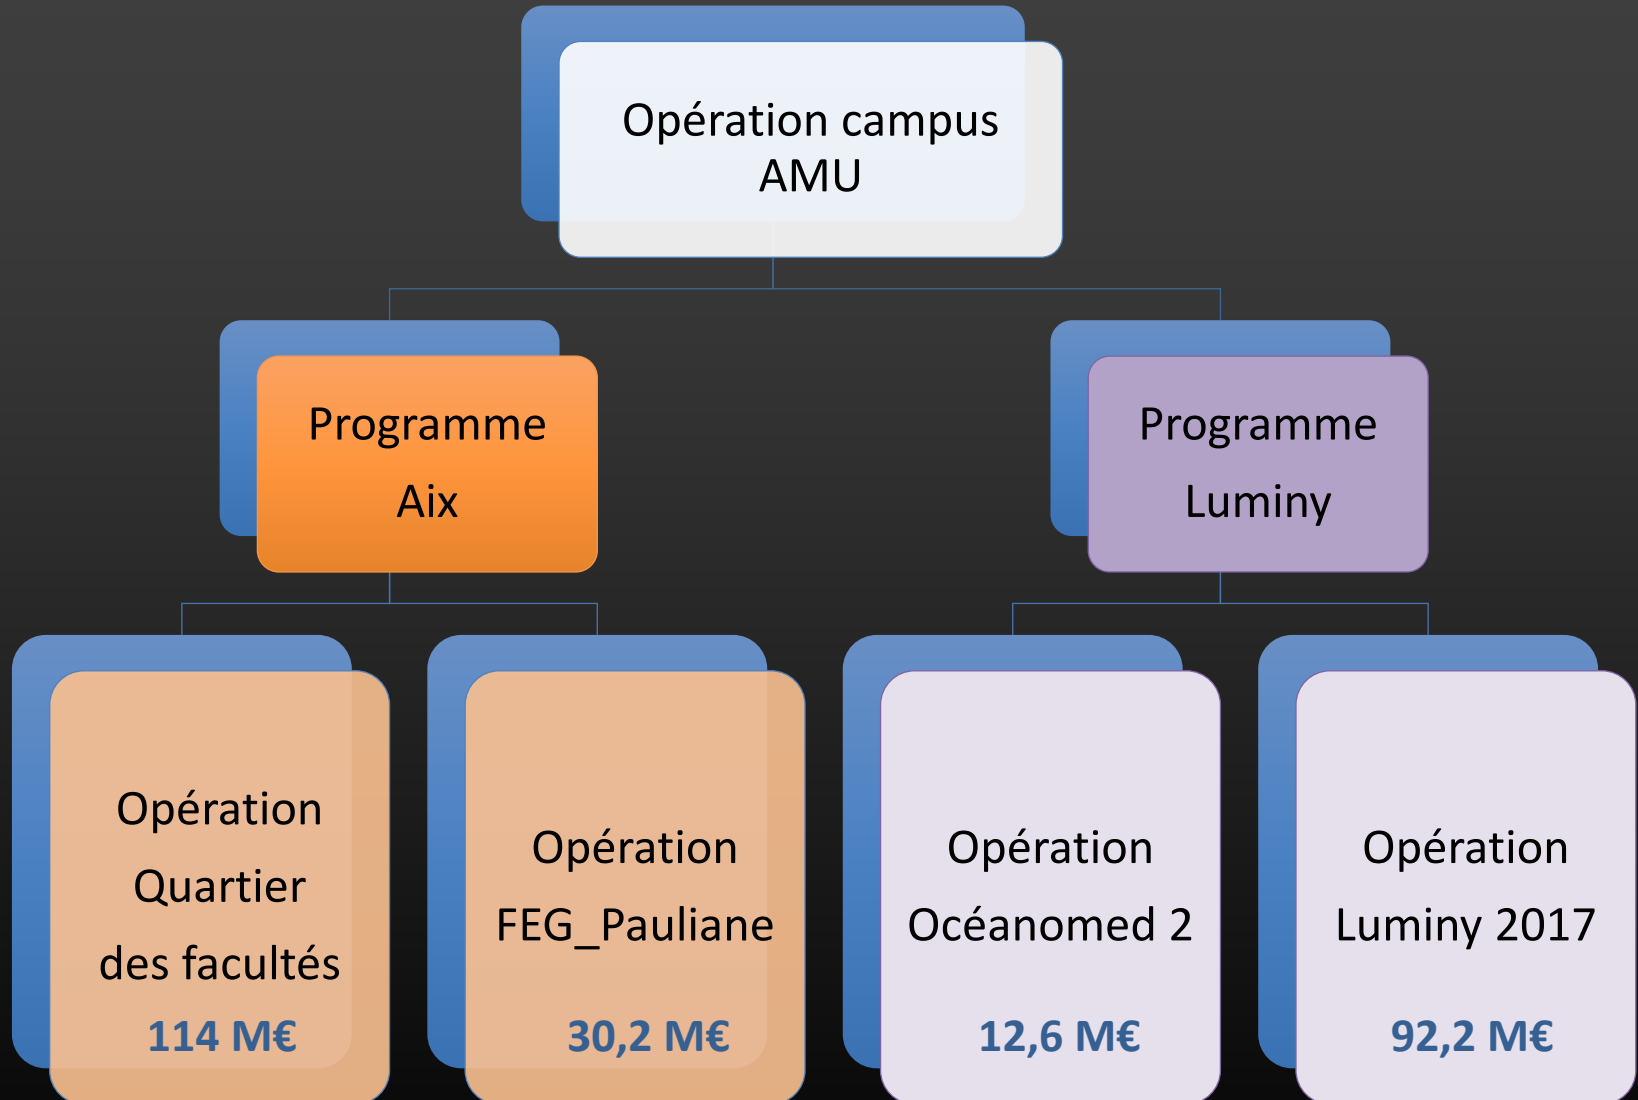 Opération campus
AMU
Programme
Aix
Programme
Luminy
Opération
Quartier
des facultés
114 M€
Opération
FEG_Pauliane
30,2 M€
Opération
Océanomed 2
12,6 M€
Opération
Luminy 2017
92,2 M€